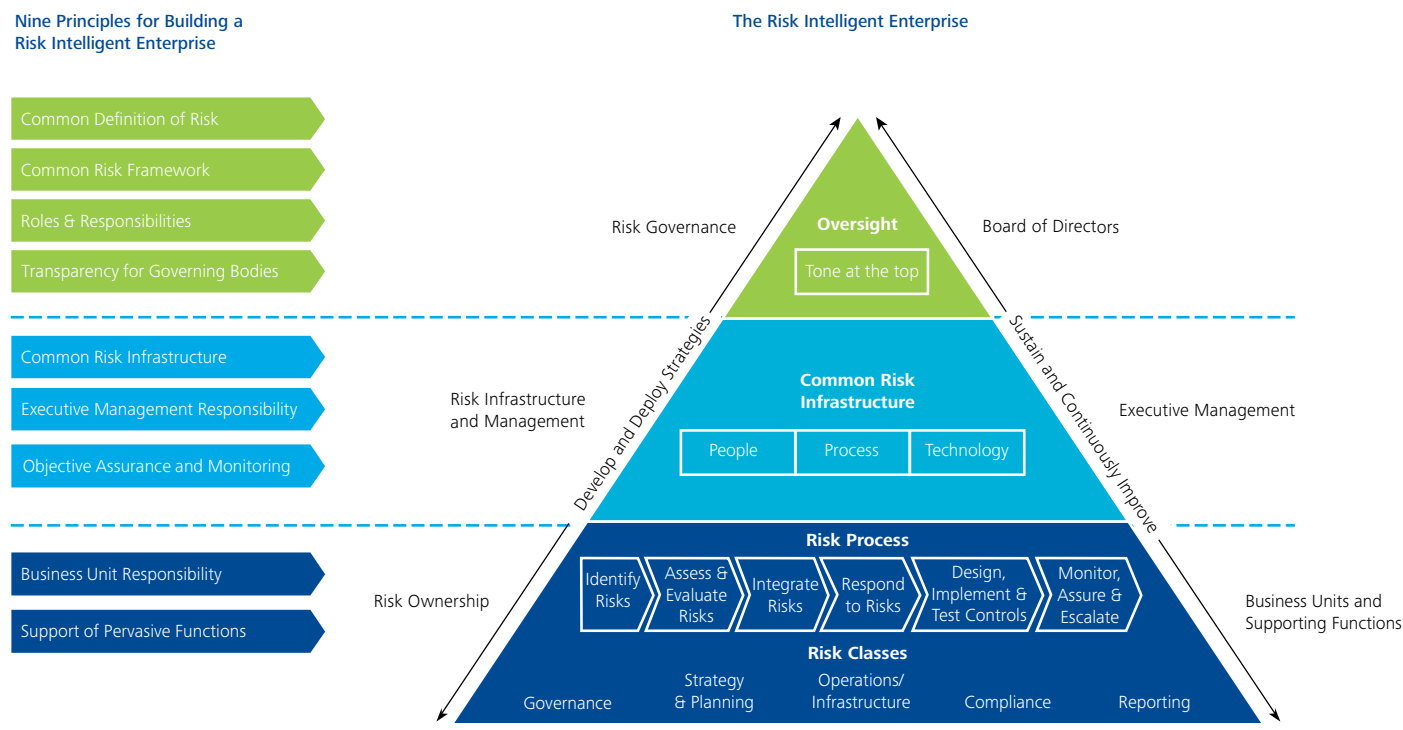 Nine Principles for Building a
Risk Intelligent Enterprise
The Risk Intelligent Enterprise
Common Definition of Risk
Common Risk Framework
Roles & Responsibilities
Transparency for Governing Bodies
Common Risk Infrastructure
Executive Management Responsibility
Objective Assurance and Monitoring
Business Unit Responsibility
Support of Pervasive Functions
Risk Governance
Risk Infrastructure
and Management
Risk Ownership
Develop and Deploy Strategies
Oversight
Tone at the top
Common Risk
Infrastructure
People
Process
Technology
Risk Process
Identify
Risks
Assess &
Evaluate
Risks
Integrate
Risks
Respond
to Risks
Design,
Implement &
Test Controls
Monitor,
Assure &
Escalate
Risk Classes
Governance
Strategy
& Planning
Operations/
Infrastructure
Compliance
Reporting
Sustain and Continuously Improve
Board of Directors
Executive Management
Business Units and
Supporting Functions